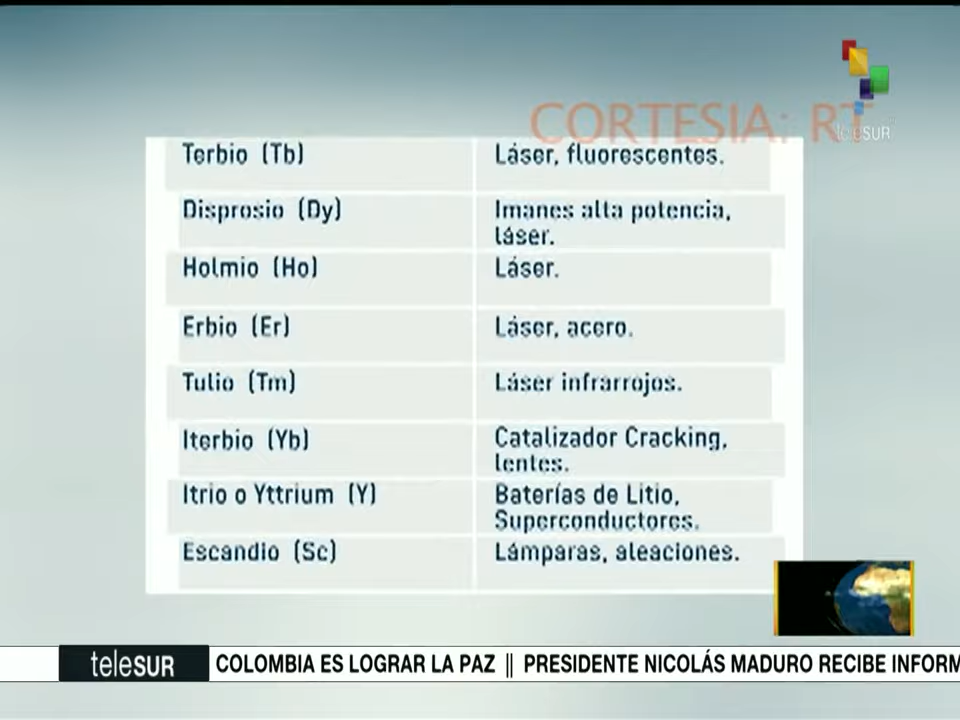 CORTESIA: RT
teleSUR
Terbio (Tb)
Láser, fluorescentes.
Disprosio (Dy)
Imanes alta potencia,
láser.
Holmio (Ho)
Láser.
Erbio (Er)
Láser, acero.
Tulio (Tm)
Láser infrarrojos.
Iterbio (Yb)
Catalizador Cracking,
lentes.
Itrio o Yttrium (Y)
Baterías de Litio,
Superconductores.
Escandio (Sc)
Lámparas, aleaciones.
teleSUR COLOMBIA ES LOGRAR LA PAZ || PRESIDENTE NICOLÁS MADURO RECIBE INFORM